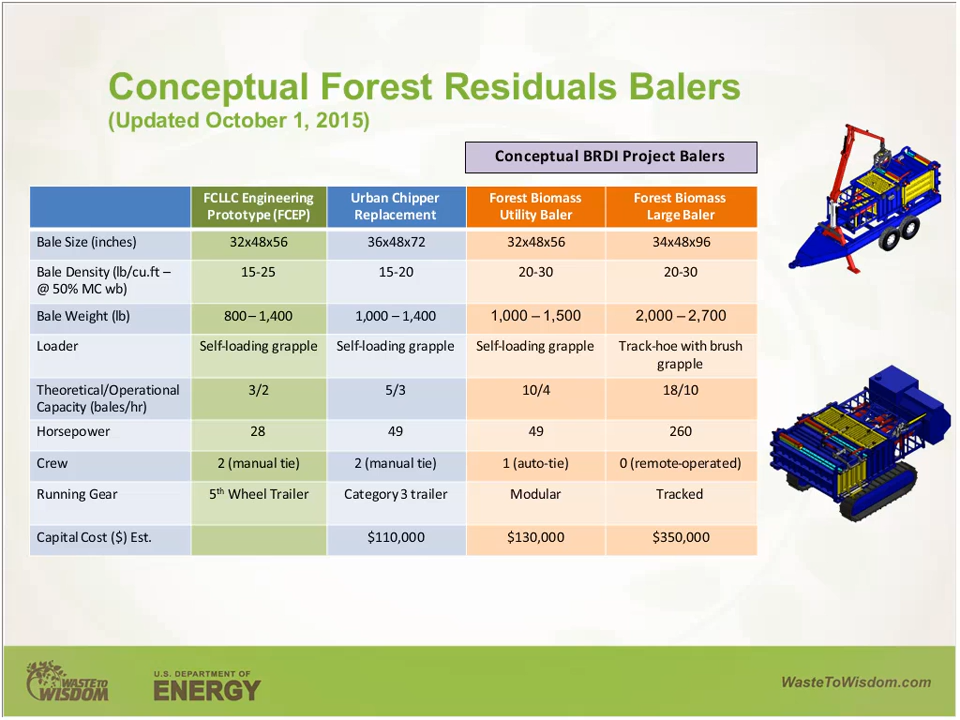 Conceptual Forest Residuals Balers
(Updated October 1, 2015)
Conceptual BRDI Project Balers
FCLLC Engineering Prototype (FCEP) Urban Chipper Replacement Forest Biomass Utility Baler Forest Biomass Large Baler
Bale Size (inches) 32x48x56 36x48x72 32x48x56 34x48x96
Bale Density (lb/cu.ft – @ 50% MC wb) 15-25 15-20 20-30 20-30
Bale Weight (lb) 800 – 1,400 1,000 – 1,400 1,000 – 1,500 2,000 – 2,700
Loader Self-loading grapple Self-loading grapple Self-loading grapple Track-hoe with brush grapple
Theoretical/Operational Capacity (bales/hr) 3/2 5/3 10/4 18/10
Horsepower 28 49 49 260
Crew 2 (manual tie) 2 (manual tie) 1 (auto-tie) 0 (remote-operated)
Running Gear 5th Wheel Trailer Category 3 trailer Modular Tracked
Capital Cost ($) Est. $110,000 $130,000 $350,000
WASTE TO
WISDOM
U.S. DEPARTMENT OF
ENERGY
WasteToWisdom.com